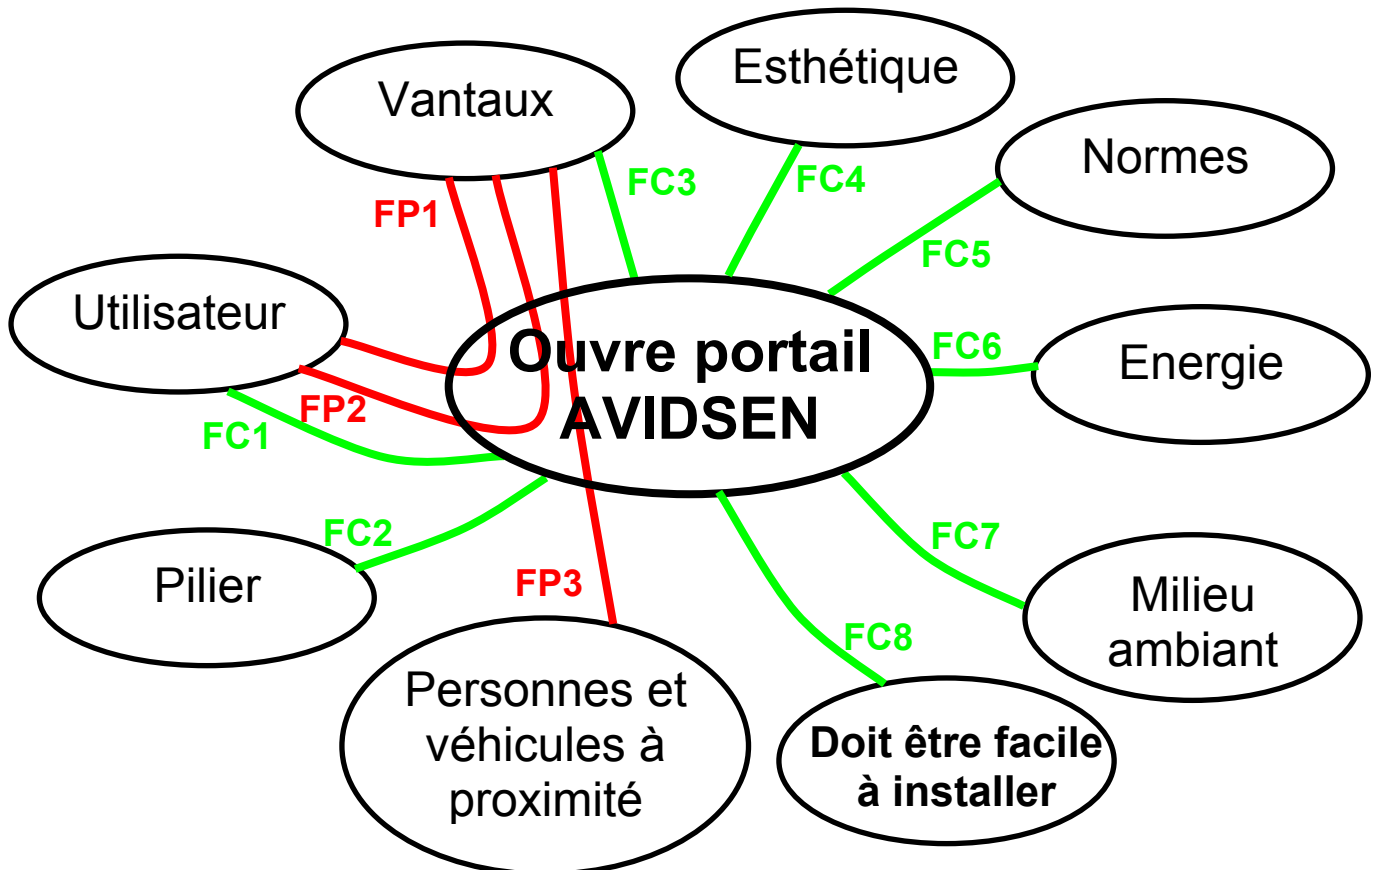 Esthétique
Vantaux
Normes
FC3
FC4
FP1
FC5
Utilisateur
Ouvre portail
AVIDSEN
FC6
Energie
FP2
FC1
FC2
FC7
Pilier
FP3
Milieu
ambiant
FC8
Personnes et
véhicules à
proximité
Doit être facile
à installer